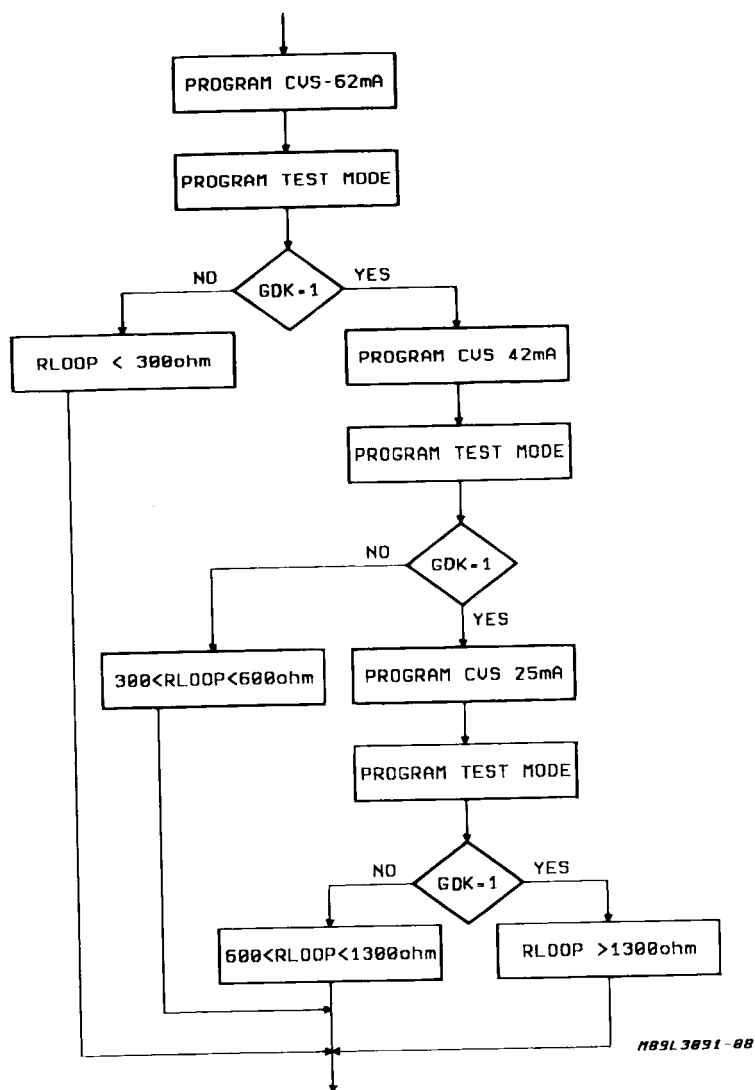 PROGRAM CVS-62mA
PROGRAM TEST MODE
NO
GDK=1
YES
RLOOP < 300ohm
PROGRAM CVS 42mA
PROGRAM TEST MODE
NO
GDK=1
YES
300<RLOOP<600ohm
PROGRAM CVS 25mA
PROGRAM TEST MODE
NO
GDK=1
YES
600<RLOOP<1300ohm
RLOOP >1300ohm
M89L3091-08